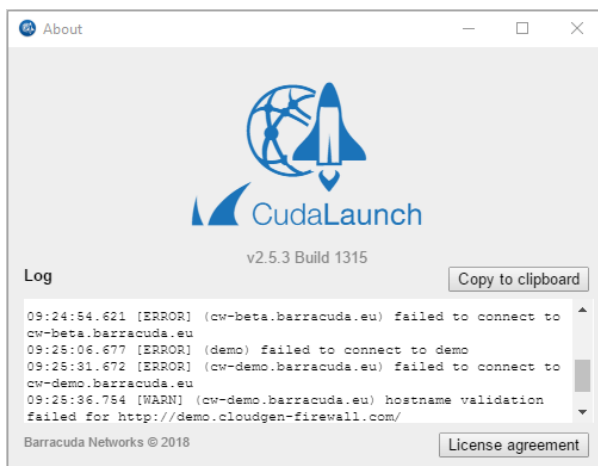 About
CudaLaunch
v2.5.3 Build 1315
Log
Copy to clipboard
09:24:54.621 [ERROR] (cw-beta.barracuda.eu) failed to connect to
cw-beta.barracuda.eu
09:25:06.677 [ERROR] (demo) failed to connect to demo
09:25:31.672 [ERROR] (cw-demo.barracuda.eu) failed to connect to
cw-demo.barracuda.eu
09:25:36.754 [WARN] (cw-demo.barracuda.eu) hostname validation
failed for http://demo.cloudgen-firewall.com/
Barracuda Networks © 2018
License agreement